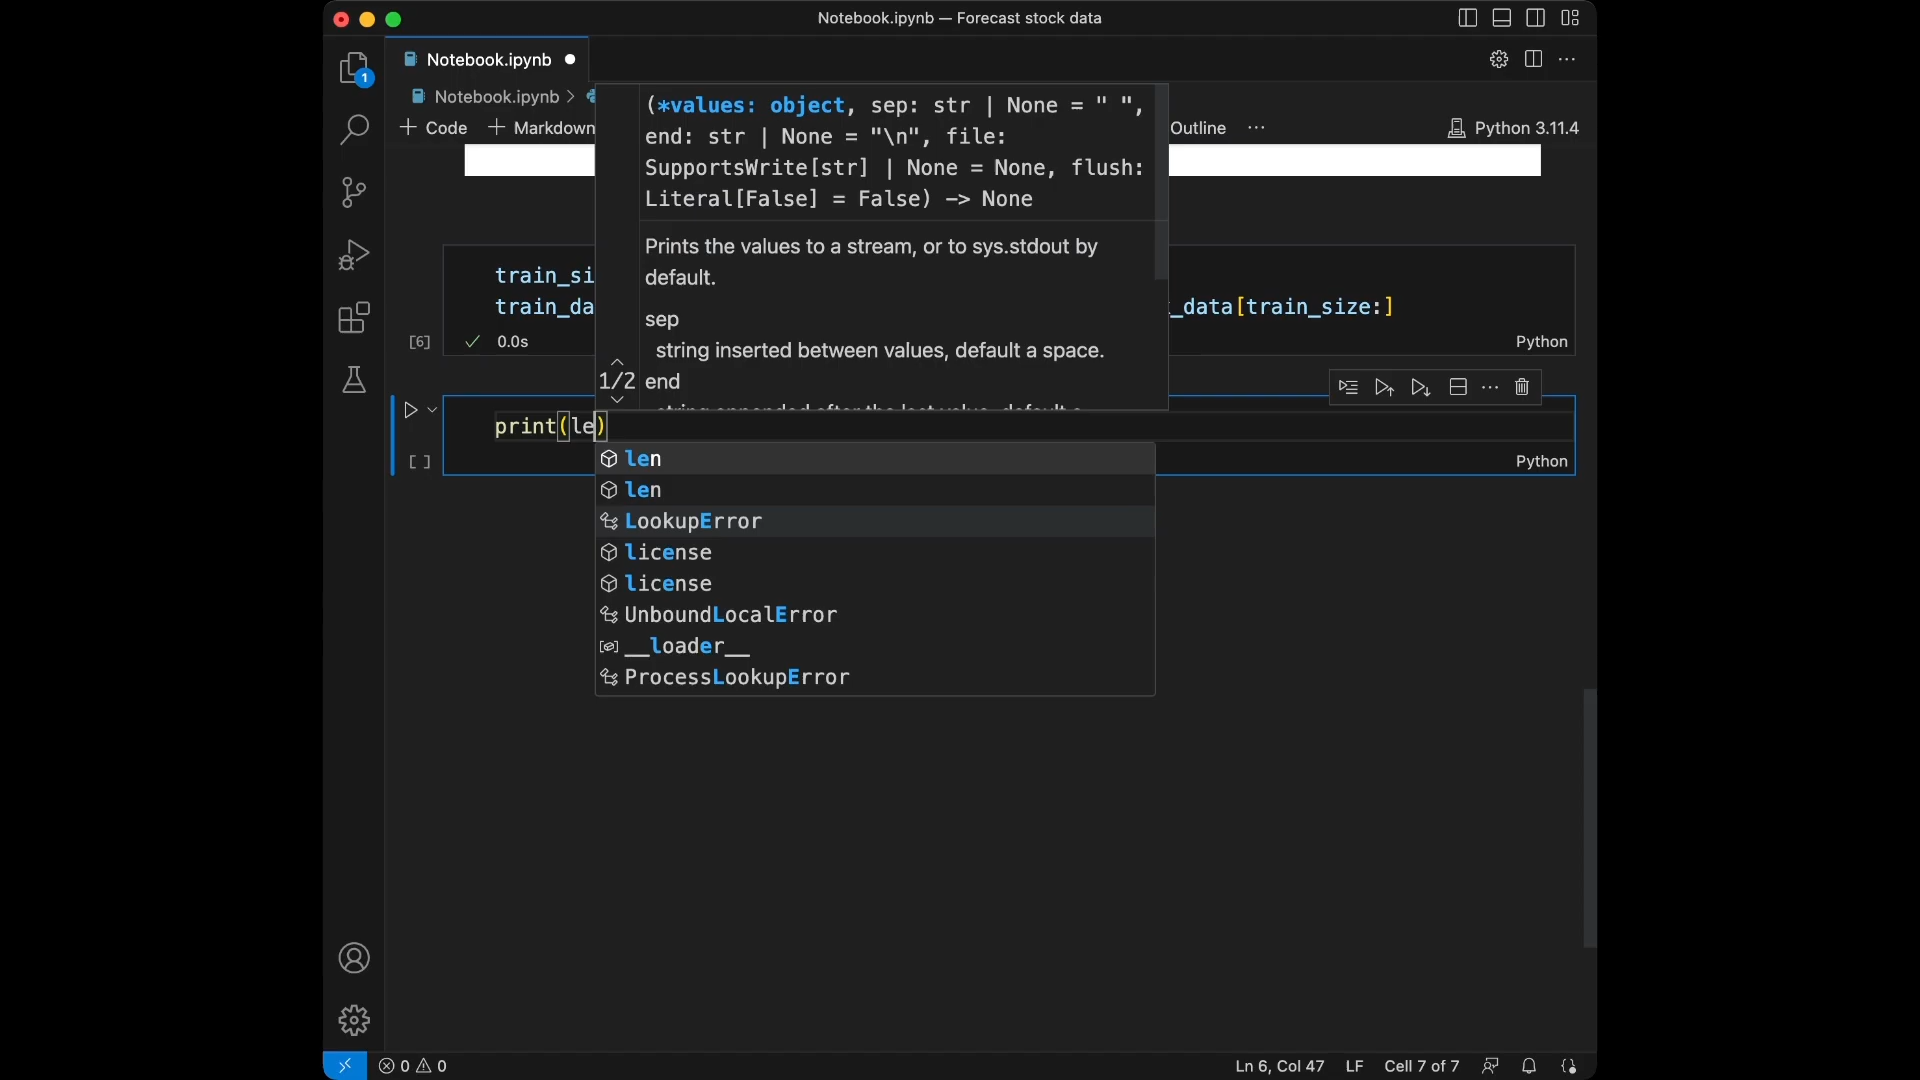 Notebook.ipynb — Forecast stock data
1
Notebook.ipynb
Notebook.ipynb >
Code
Markdown
Outline ...
Python 3.11.4
(*values: object, sep: str | None = " ",
end: str | None = "\n", file:
SupportsWrite[str] | None = None, flush:
Literal[False] = False) -> None
Prints the values to a stream, or to sys.stdout by
default.
sep
string inserted between values, default a space.
1/2
end
train_si
train_da
_data[train_size:]
[6]
0.0s
Python
print(le)
[ ]
Python
len
len
LookupError
license
license
UnboundLocalError
__loader__
ProcessLookupError
0
0
Ln 6, Col 47
LF
Cell 7 of 7